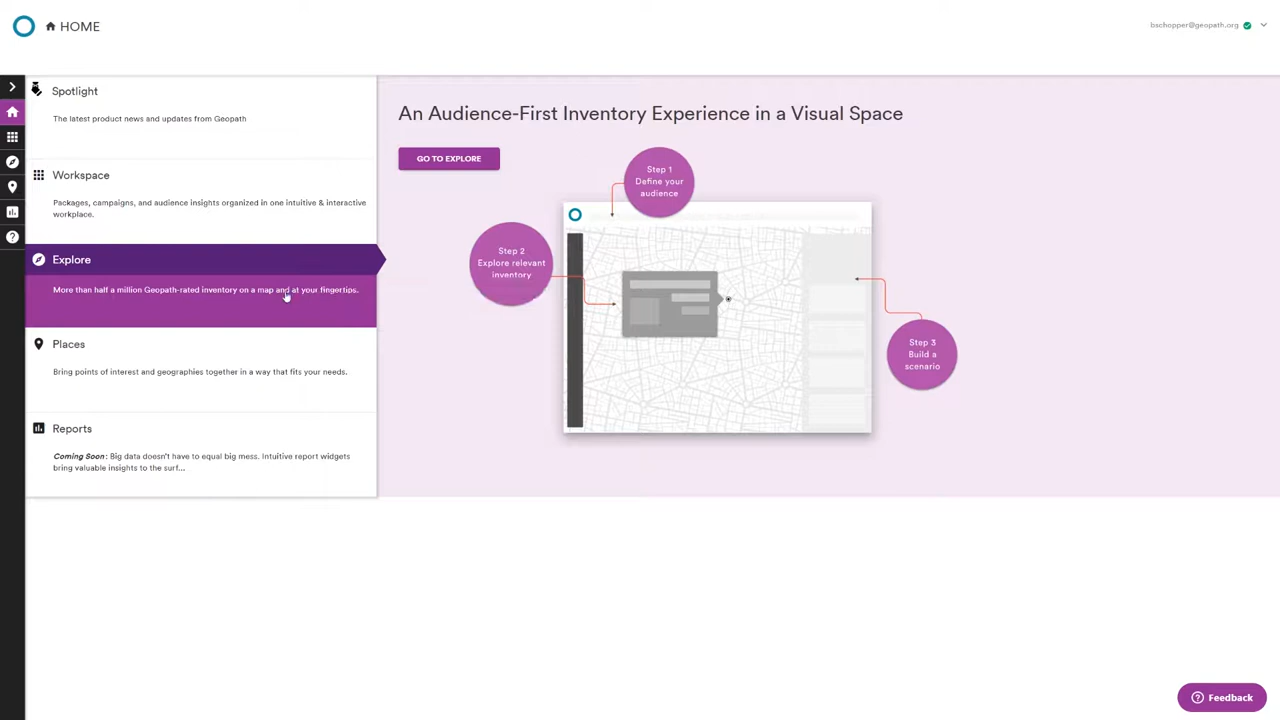 HOME
bschopper@geopath.org
Spotlight
The latest product news and updates from Geopath
Workspace
Packages, campaigns, and audience insights organized in one intuitive & interactive
workplace.
Explore
More than half a million Geopath-rated inventory on a map and at your fingertips.
Places
Bring points of interest and geographies together in a way that fits your needs.
Reports
Coming Soon: Big data doesn't have to equal big mess. Intuitive report widgets
bring valuable insights to the surf...
An Audience-First Inventory Experience in a Visual Space
GO TO EXPLORE
Step 1
Define your
audience
Step 2
Explore relevant
inventory
Step 3
Build a
scenario
Feedback